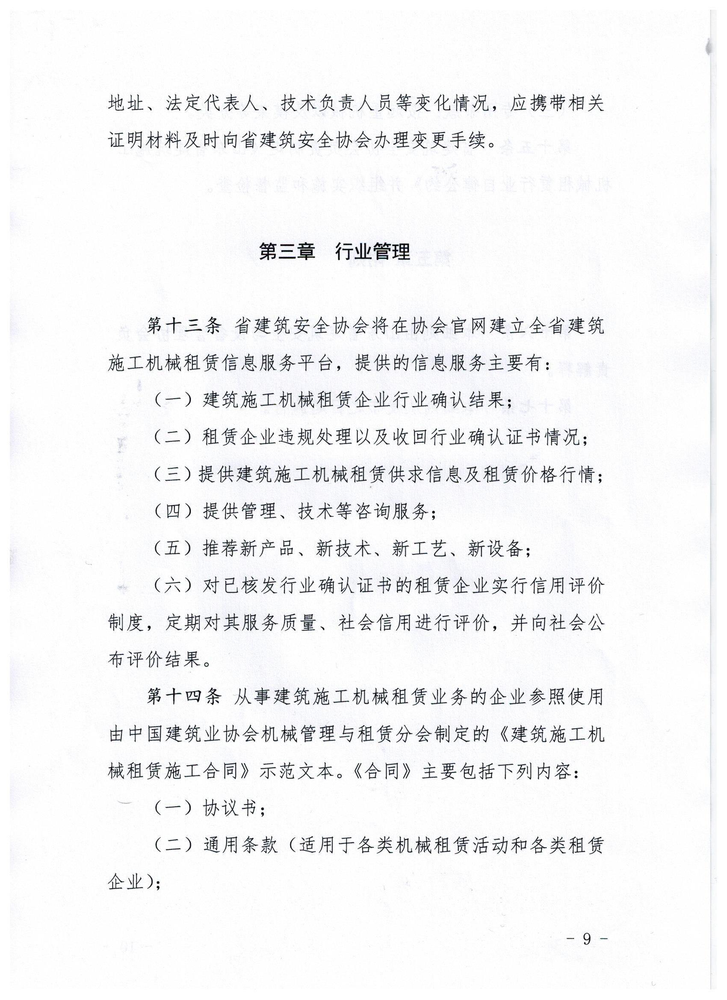 地址、法定代表人、技术负责人员等变化情况，应携带相关
证明材料及时向省建筑安全协会办理变更手续。
第三章　行业管理
第十三条 省建筑安全协会将在协会官网建立全省建筑
施工机械租赁信息服务平台，提供的信息服务主要有：
（一）建筑施工机械租赁企业行业确认结果；
（二）租赁企业违规处理以及收回行业确认证书情况；
（三）提供建筑施工机械租赁供求信息及租赁价格行情；
（四）提供管理、技术等咨询服务；
（五）推荐新产品、新技术、新工艺、新设备；
（六）对已核发行业确认证书的租赁企业实行信用评价
制度，定期对其服务质量、社会信用进行评价，并向社会公
布评价结果。
第十四条 从事建筑施工机械租赁业务的企业参照使用
由中国建筑业协会机械管理与租赁分会制定的《建筑施工机
械租赁施工合同》示范文本。《合同》主要包括下列内容：
（一）协议书；
（二）通用条款（适用于各类机械租赁活动和各类租赁
企业）；
- 9 -